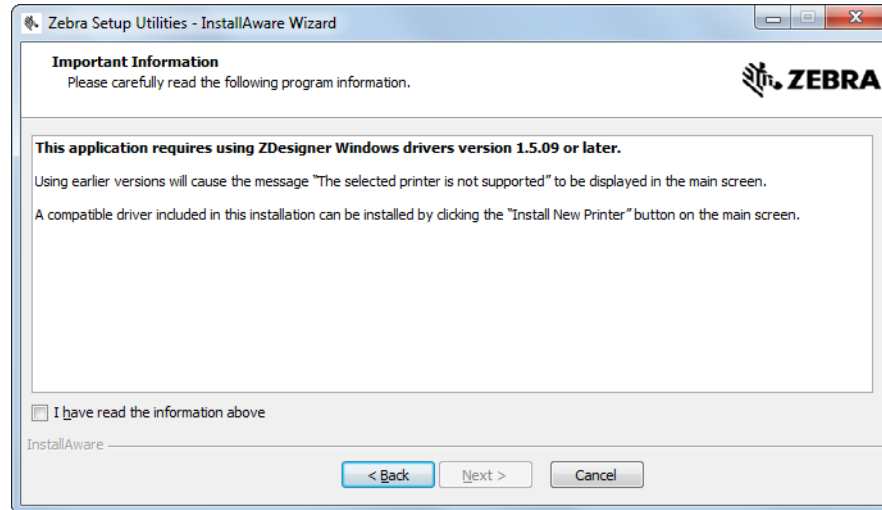 Zebra Setup Utilities - InstallAware Wizard
Important Information
Please carefully read the following program information.
ZEBRA
This application requires using ZDesigner Windows drivers version 1.5.09 or later.
Using earlier versions will cause the message “The selected printer is not supported” to be displayed in the main screen.
A compatible driver included in this installation can be installed by clicking the “Install New Printer” button on the main screen.
I have read the information above
InstallAware
< Back Next > Cancel